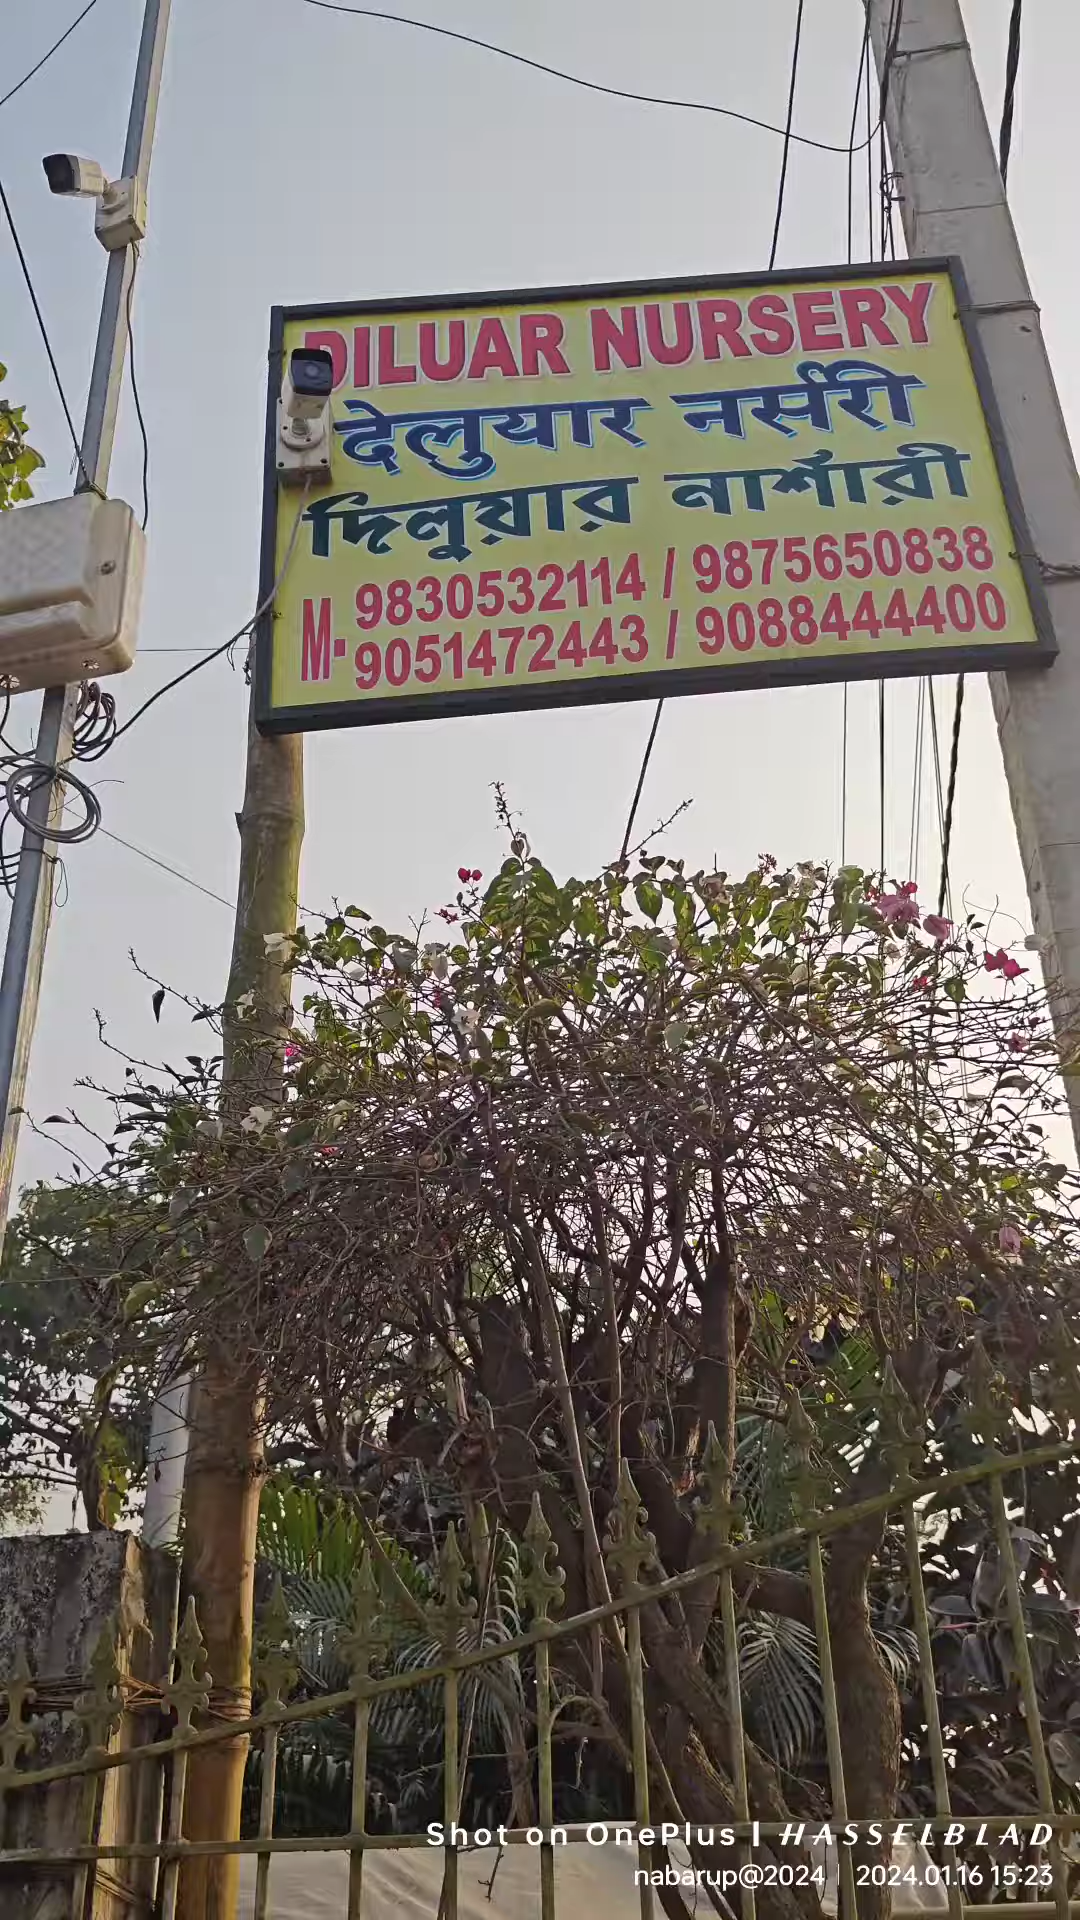 DILUAR NURSERY
देलुयार नर्सरी
দিলুয়ার নার্শারী
M. 9830532114 / 9875650838
9051472443 / 9088444400
Shot on OnePlus | HASSELBLAD
nabarup@2024 | 2024.01.16 15:23